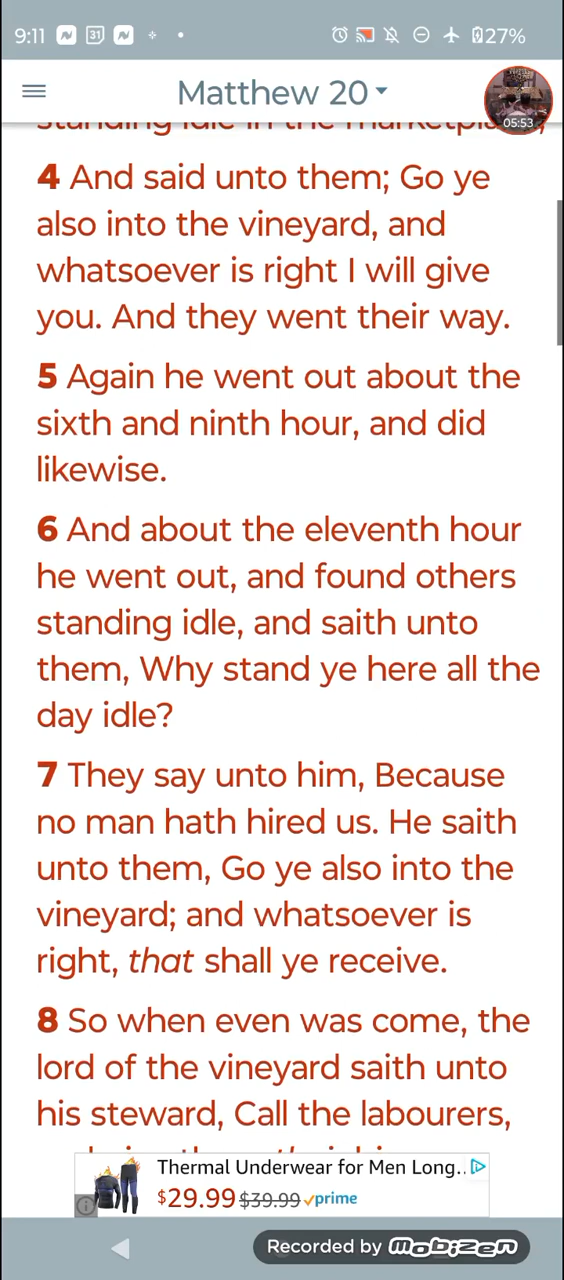 9:11
31
27%
Matthew 20
05:53
standing idle in the marketplace,
4 And said unto them; Go ye
also into the vineyard, and
whatsoever is right I will give
you. And they went their way.
5 Again he went out about the
sixth and ninth hour, and did
likewise.
6 And about the eleventh hour
he went out, and found others
standing idle, and saith unto
them, Why stand ye here all the
day idle?
7 They say unto him, Because
no man hath hired us. He saith
unto them, Go ye also into the
vineyard; and whatsoever is
right, that shall ye receive.
8 So when even was come, the
lord of the vineyard saith unto
his steward, Call the labourers,
Thermal Underwear for Men Long..
$29.99 $39.99 prime
Recorded by mobizen